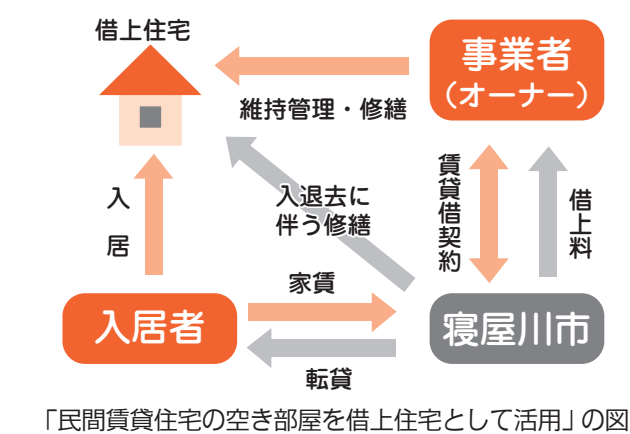 借上住宅
事業者
（オーナー）
維持管理・修繕
賃貸借契約
借上料
入退去に
伴う修繕
入居
家賃
入居者
寝屋川市
転貸
「民間賃貸住宅の空き部屋を借上住宅として活用」の図